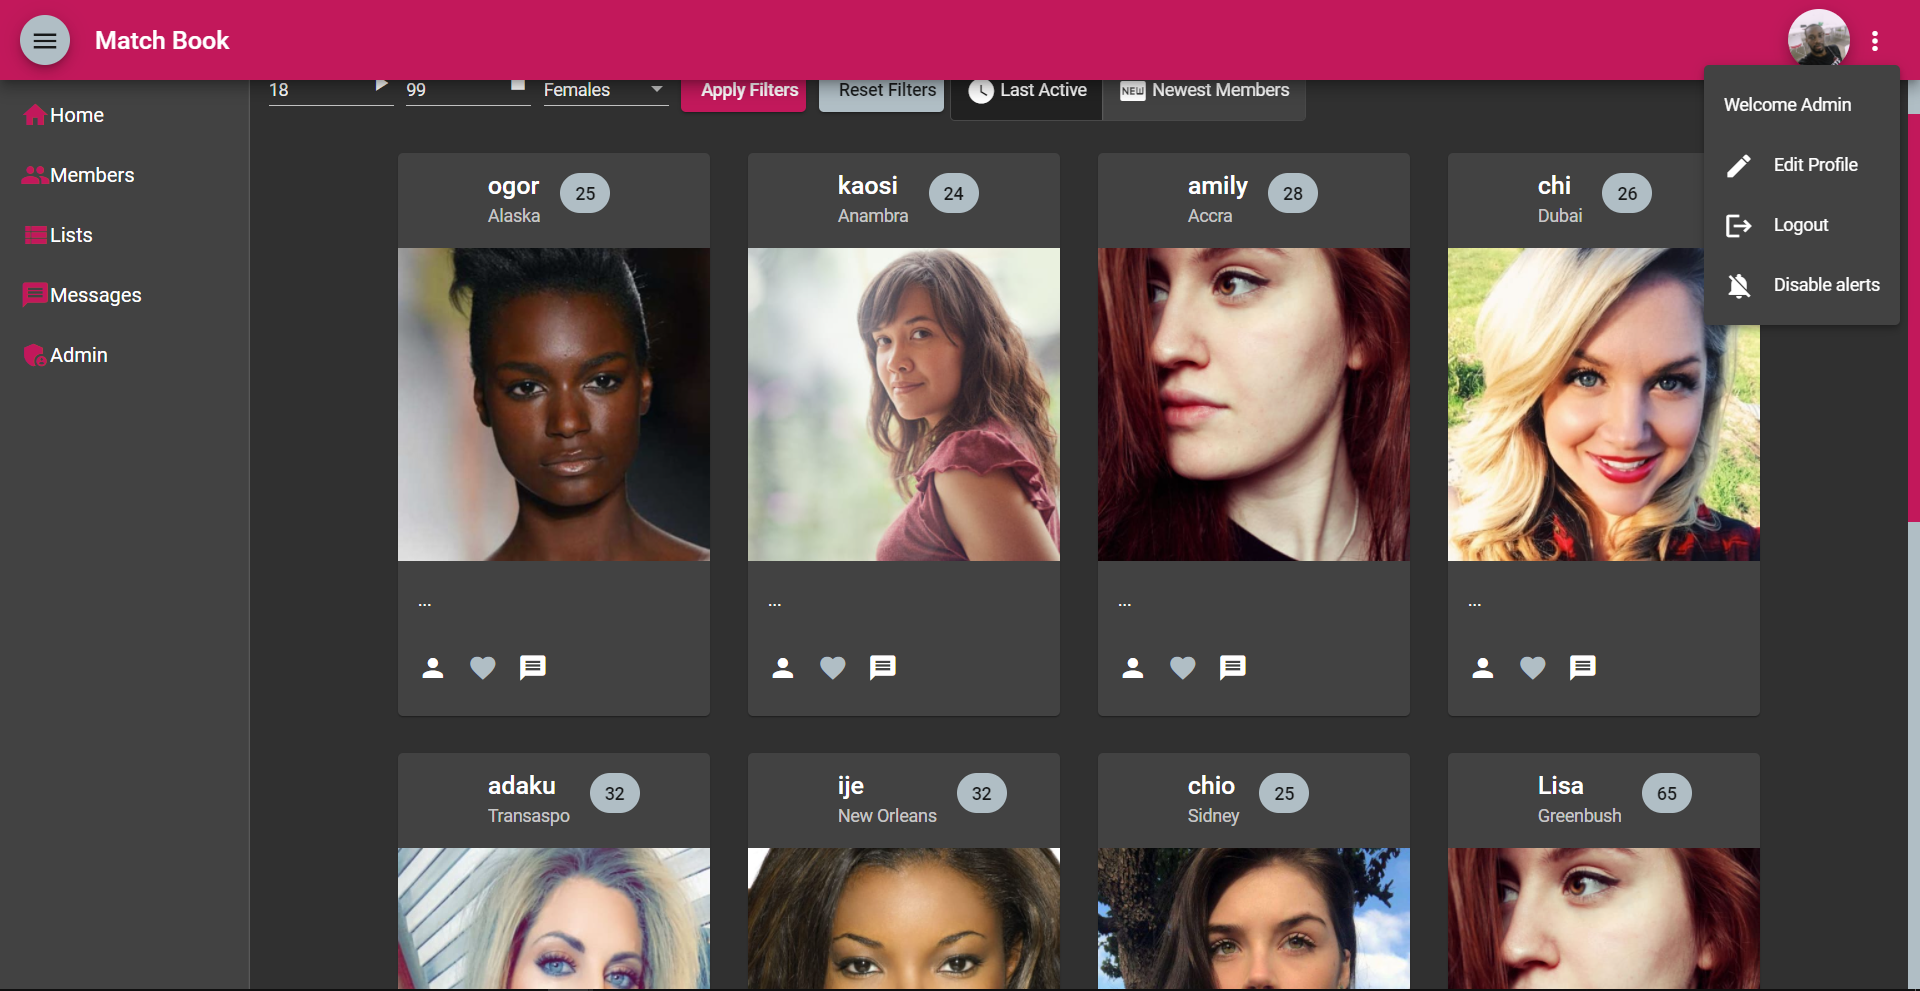 Match Book
18 99 Females Apply Filters Reset Filters Last Active NEW Newest Members
Welcome Admin
Edit Profile
Logout
Disable alerts
Home
Members
Lists
Messages
Admin
ogor 25
Alaska
...
kaosi 24
Anambra
...
amily 28
Accra
...
chi 26
Dubai
...
adaku 32
Transaspo
ije 32
New Orleans
chio 25
Sidney
Lisa 65
Greenbush